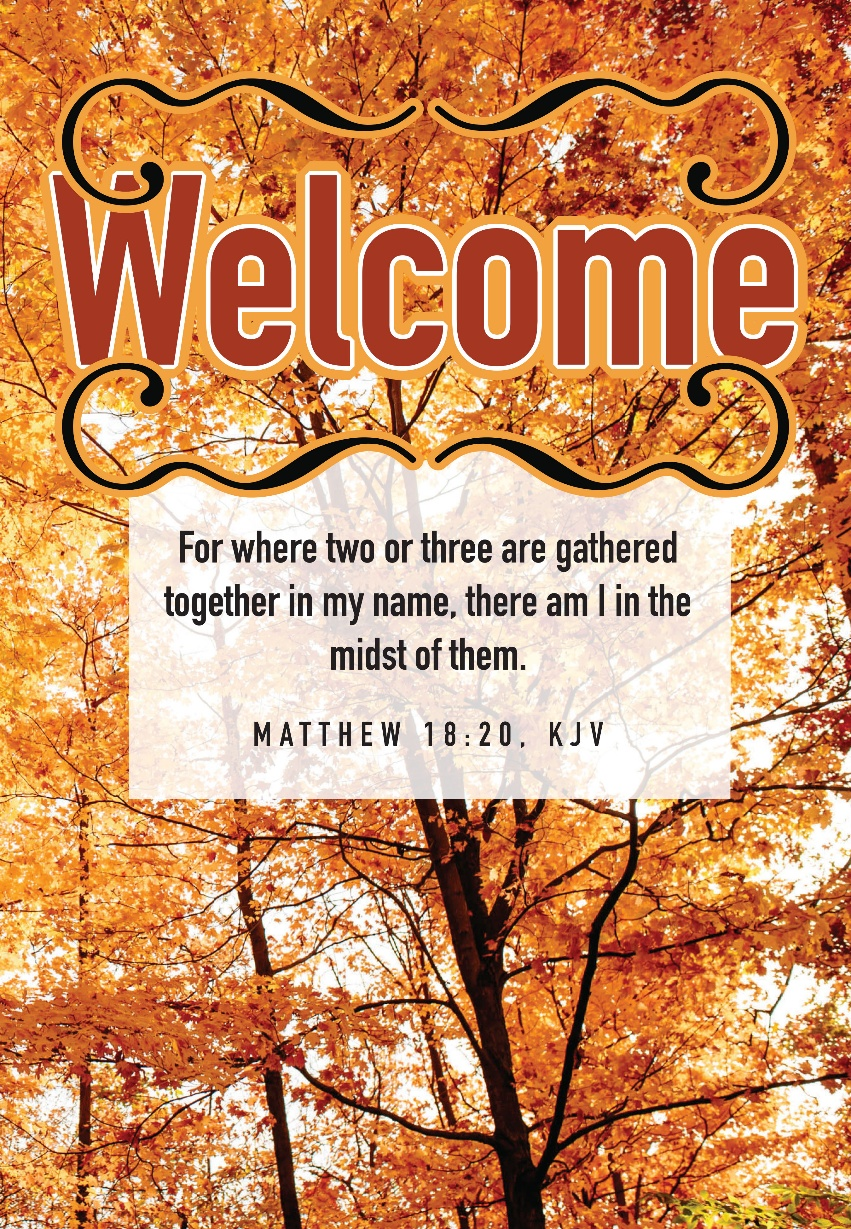 Welcome
For where two or three are gathered
together in my name, there am I in the
midst of them.
MATTHEW 18:20, KJV